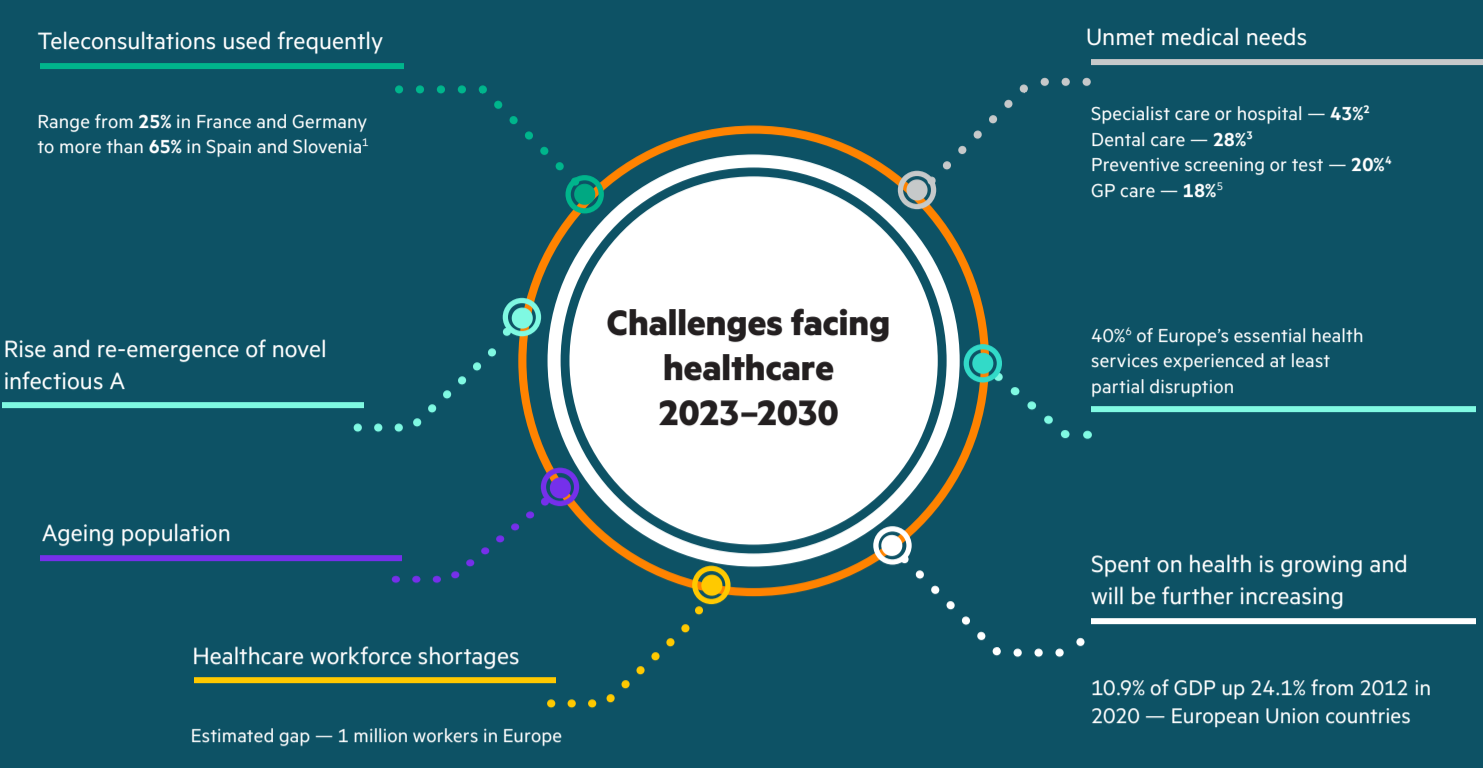 Teleconsultations used frequently
Range from 25% in France and Germany
to more than 65% in Spain and Slovenia¹
Unmet medical needs
Specialist care or hospital — 43%²
Dental care — 28%³
Preventive screening or test — 20%⁴
GP care — 18%⁵
Challenges facing
healthcare
2023–2030
Rise and re-emergence of novel
infectious A
40%⁶ of Europe's essential health
services experienced at least
partial disruption
Ageing population
Spent on health is growing and
will be further increasing
10.9% of GDP up 24.1% from 2012 in
2020 — European Union countries
Healthcare workforce shortages
Estimated gap — 1 million workers in Europe